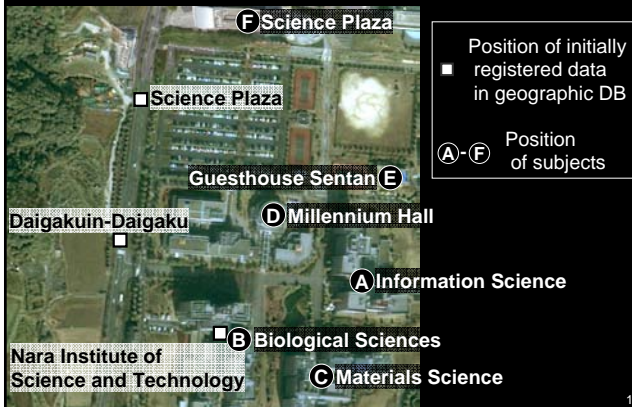 F Science Plaza
Science Plaza
Guesthouse Sentan E
D Millennium Hall
Daigakuin-Daigaku
A Information Science
B Biological Sciences
Nara Institute of
Science and Technology
C Materials Science
Position of initially
registered data
in geographic DB
A-F Position
of subjects
1